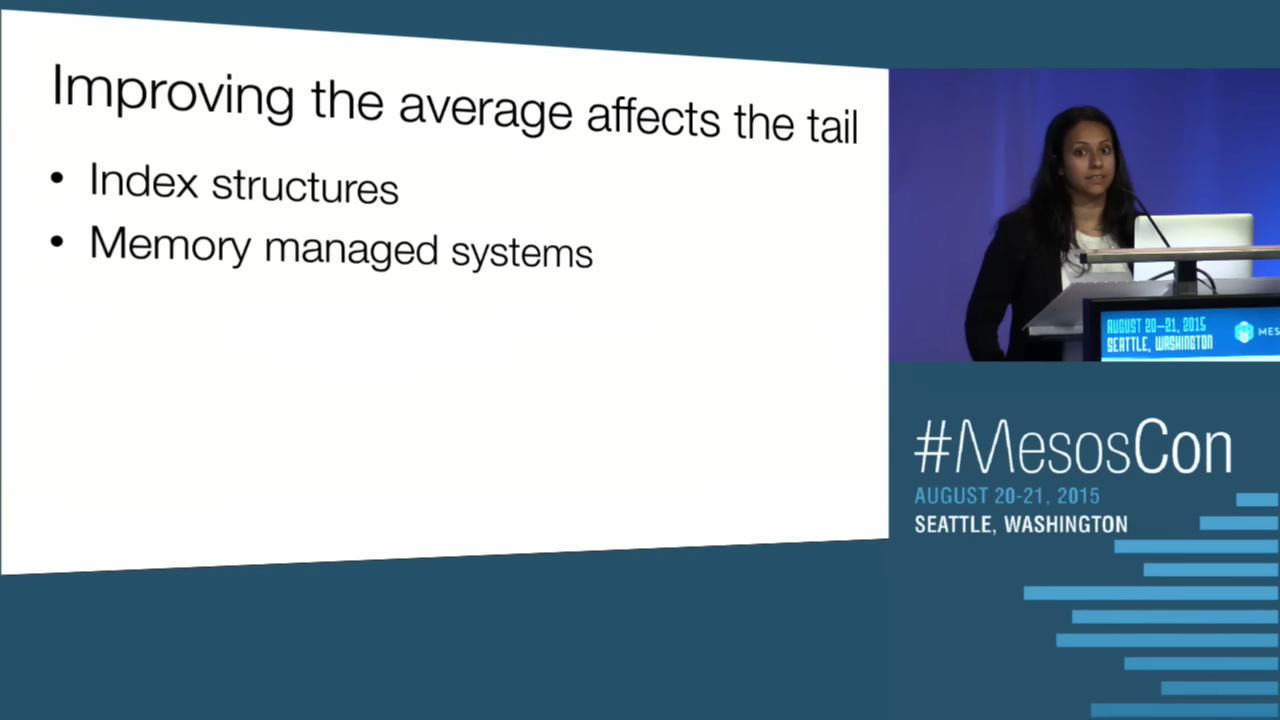 Improving the average affects the tail
• Index structures
• Memory managed systems
AUGUST 20–21, 2015
SEATTLE, WASHINGTON
MES
#MesosCon
AUGUST 20-21, 2015
SEATTLE, WASHINGTON